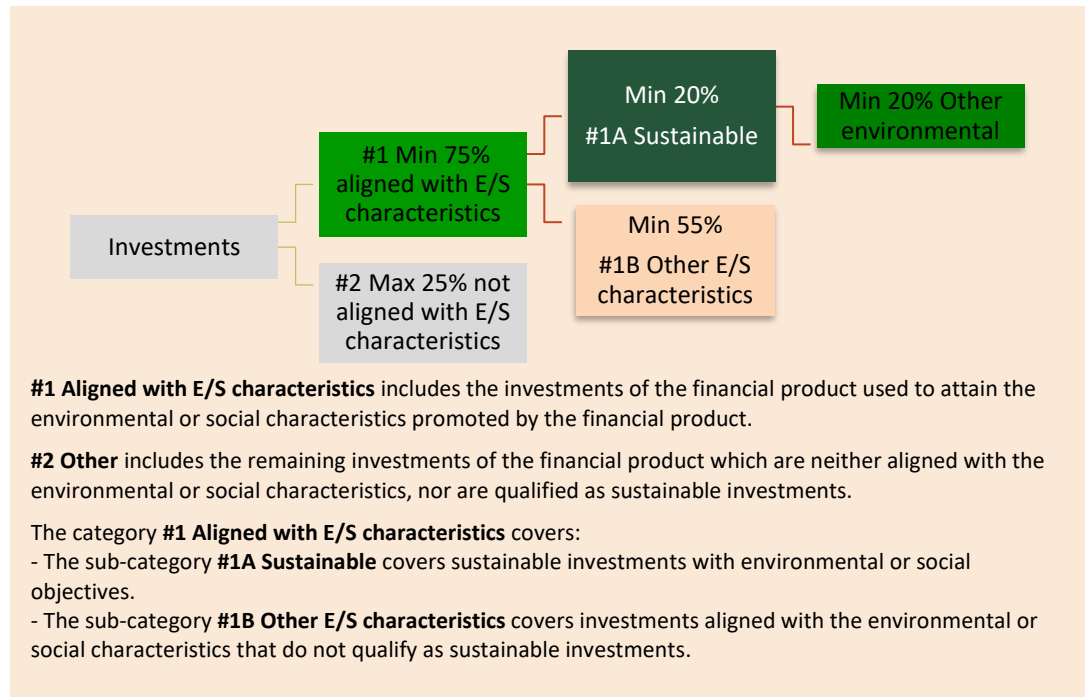 Min 20%
#1A Sustainable
Min 20% Other
environmental
#1 Min 75%
aligned with E/S
characteristics
Investments
Min 55%
#1B Other E/S
characteristics
#2 Max 25% not
aligned with E/S
characteristics
#1 Aligned with E/S characteristics includes the investments of the financial product used to attain the
environmental or social characteristics promoted by the financial product.
#2 Other includes the remaining investments of the financial product which are neither aligned with the
environmental or social characteristics, nor are qualified as sustainable investments.
The category #1 Aligned with E/S characteristics covers:
- The sub-category #1A Sustainable covers sustainable investments with environmental or social
objectives.
- The sub-category #1B Other E/S characteristics covers investments aligned with the environmental or
social characteristics that do not qualify as sustainable investments.